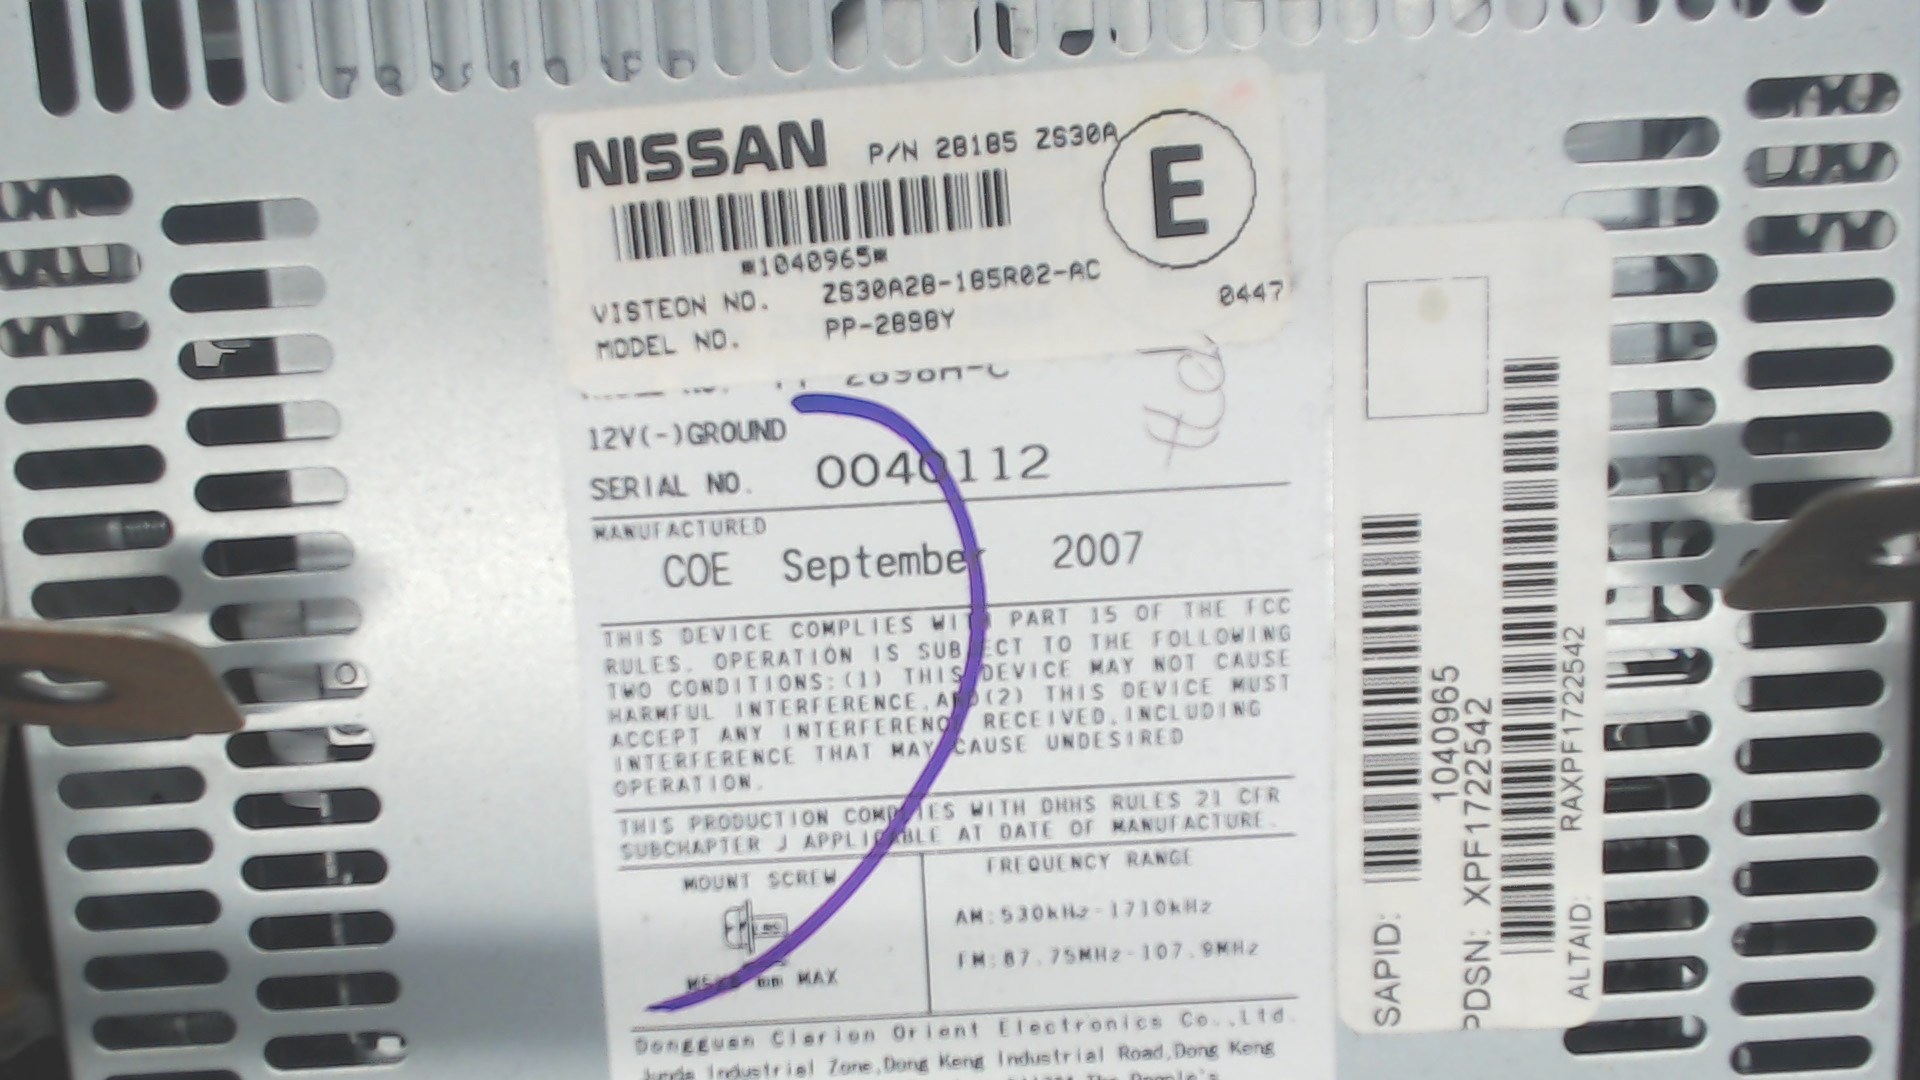 NISSAN P/N 28185 ZS30A E
*1040965*
VISTEON NO. ZS30A28-185R02-AC 0447
MODEL NO. PP-2898Y
12V(-)GROUND
SERIAL NO. 0040112
MANUFACTURED
COE September 2007
THIS DEVICE COMPLIES WITH PART 15 OF THE FCC
RULES. OPERATION IS SUBJECT TO THE FOLLOWING
TWO CONDITIONS:(1) THIS DEVICE MAY NOT CAUSE
HARMFUL INTERFERENCE,AND(2) THIS DEVICE MUST
ACCEPT ANY INTERFERENC RECEIVED,INCLUDING
INTERFERENCE THAT MAY CAUSE UNDESIRED
OPERATION.
THIS PRODUCTION COMPLIES WITH DHHS RULES 21 CFR
SUBCHAPTER J APPLICABLE AT DATE OF MANUFACTURE.
MOUNT SCREW
mm MAX
FREQUENCY RANGE
AM:530kHz-1710kHz
FM:87.75MHz-107.9MHz
Dongguan Clarion Orient Electronics Co.,Ltd.
Industrial Zone,Dong Keng Industrial Road,Dong Keng
The People's
SAPID: 1040965
PDSN: XPF1722542
ALTAID: RAXPF1722542